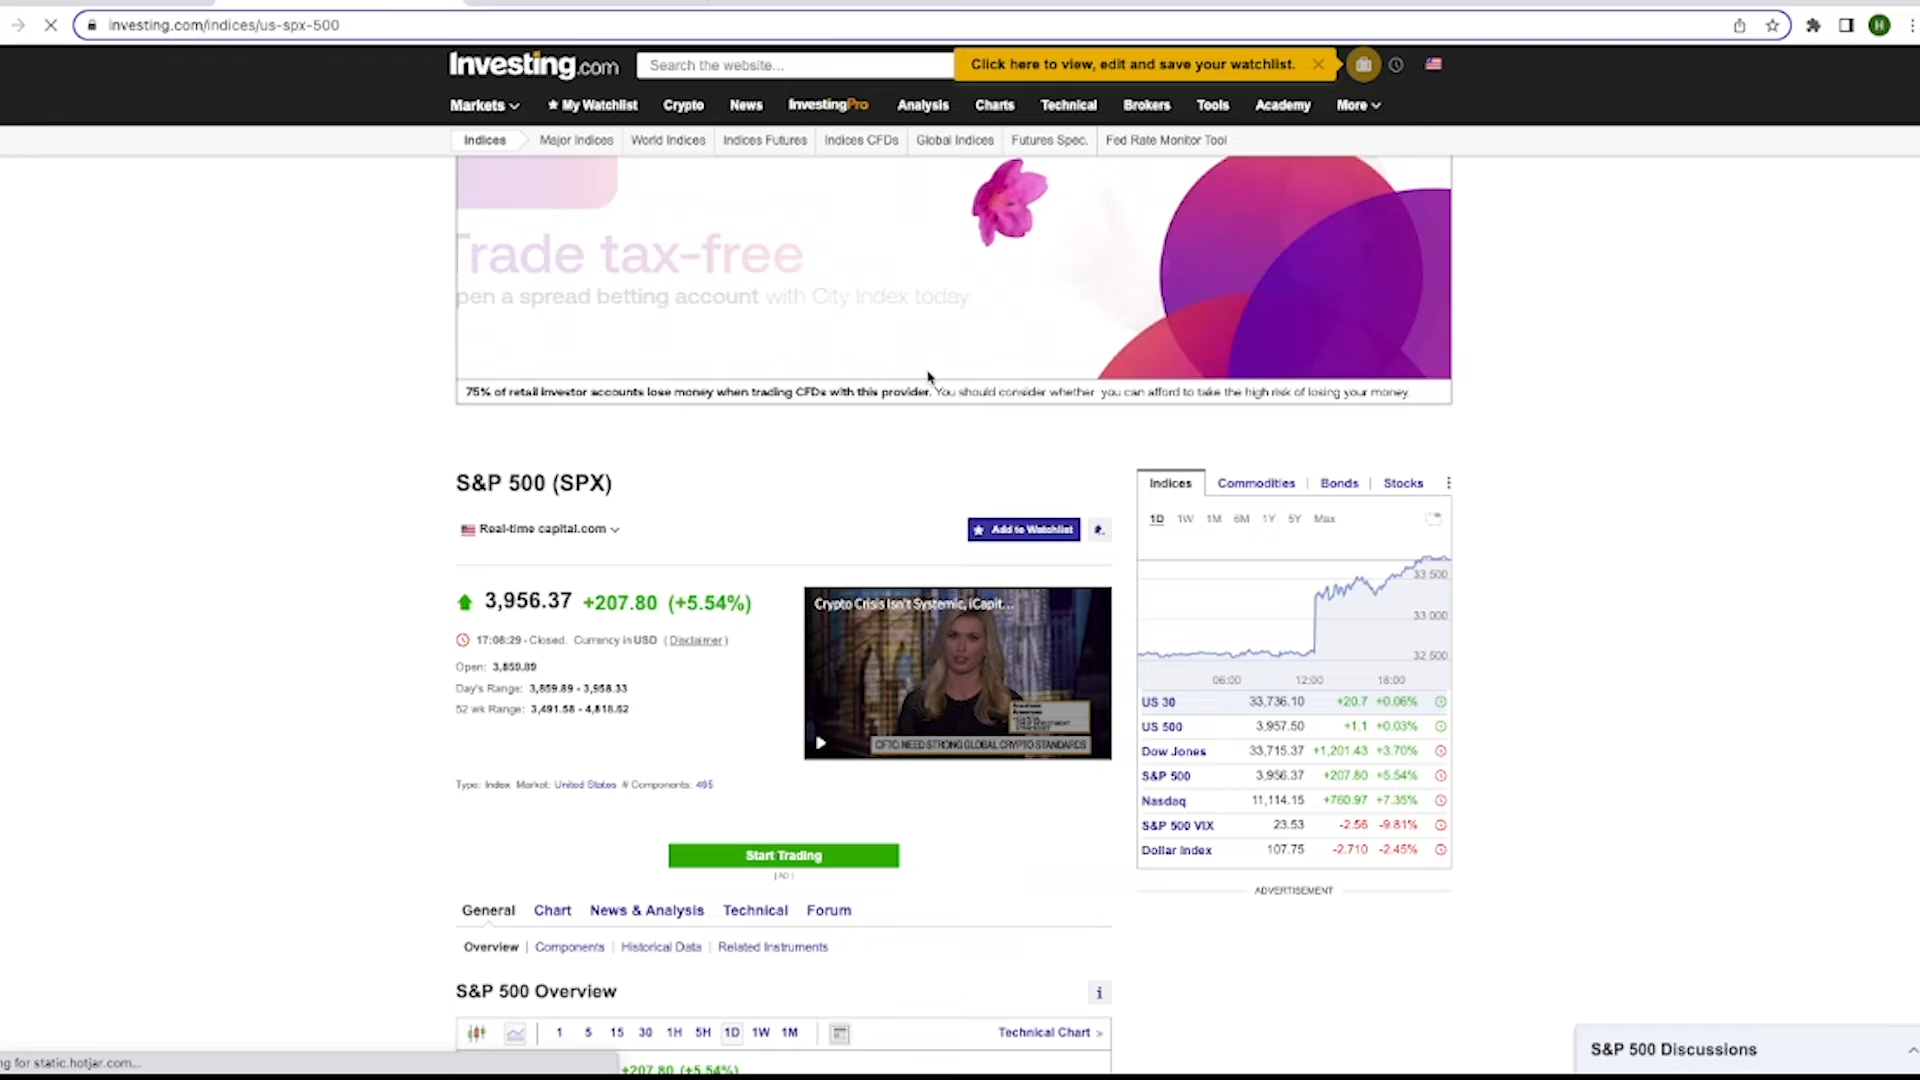 investing.com/indices/us-spx-500
H
Investing.com
Search the website...
Click here to view, edit and save your watchlist.
Markets
My Watchlist
Crypto
News
InvestingPro
Analysis
Charts
Technical
Brokers
Tools
Academy
More
Indices
Major Indices
World Indices
Indices Futures
Indices CFDs
Global Indices
Futures Spec.
Fed Rate Monitor Tool
Trade tax-free
pen a spread betting account with City Index today
75% of retail investor accounts lose money when trading CFDs with this provider. You should consider whether you can afford to take the high risk of losing your money.
S&P 500 (SPX)
Real-time capital.com
Add to Watchlist
3,956.37 +207.80 (+5.54%)
17:08:29 - Closed. Currency in USD ( Disclaimer )
Open: 3,859.89
Day's Range: 3,859.89 - 3,958.33
52 wk Range: 3,491.58 - 4,818.62
Crypto Crisis Isn't Systemic, iCapit...
CFTC: NEED STRONG GLOBAL CRYPTO STANDARDS
Type: Index Market: United States # Components: 495
Start Trading
[AD]
General
Chart
News & Analysis
Technical
Forum
Overview
Components
Historical Data
Related Instruments
S&P 500 Overview
i
1 5 15 30 1H 5H 1D 1W 1M
Technical Chart »
+207.80 (+5.54%)
Indices
Commodities
Bonds
Stocks
1D 1W 1M 6M 1Y 5Y Max
33 500
33 000
32 500
06:00 12:00 18:00
US 30 33,736.10 +20.7 +0.06%
US 500 3,957.50 +1.1 +0.03%
Dow Jones 33,715.37 +1,201.43 +3.70%
S&P 500 3,956.37 +207.80 +5.54%
Nasdaq 11,114.15 +760.97 +7.35%
S&P 500 VIX 23.53 -2.56 -9.81%
Dollar Index 107.75 -2.710 -2.45%
ADVERTISEMENT
S&P 500 Discussions
ng for static.hotjar.com...